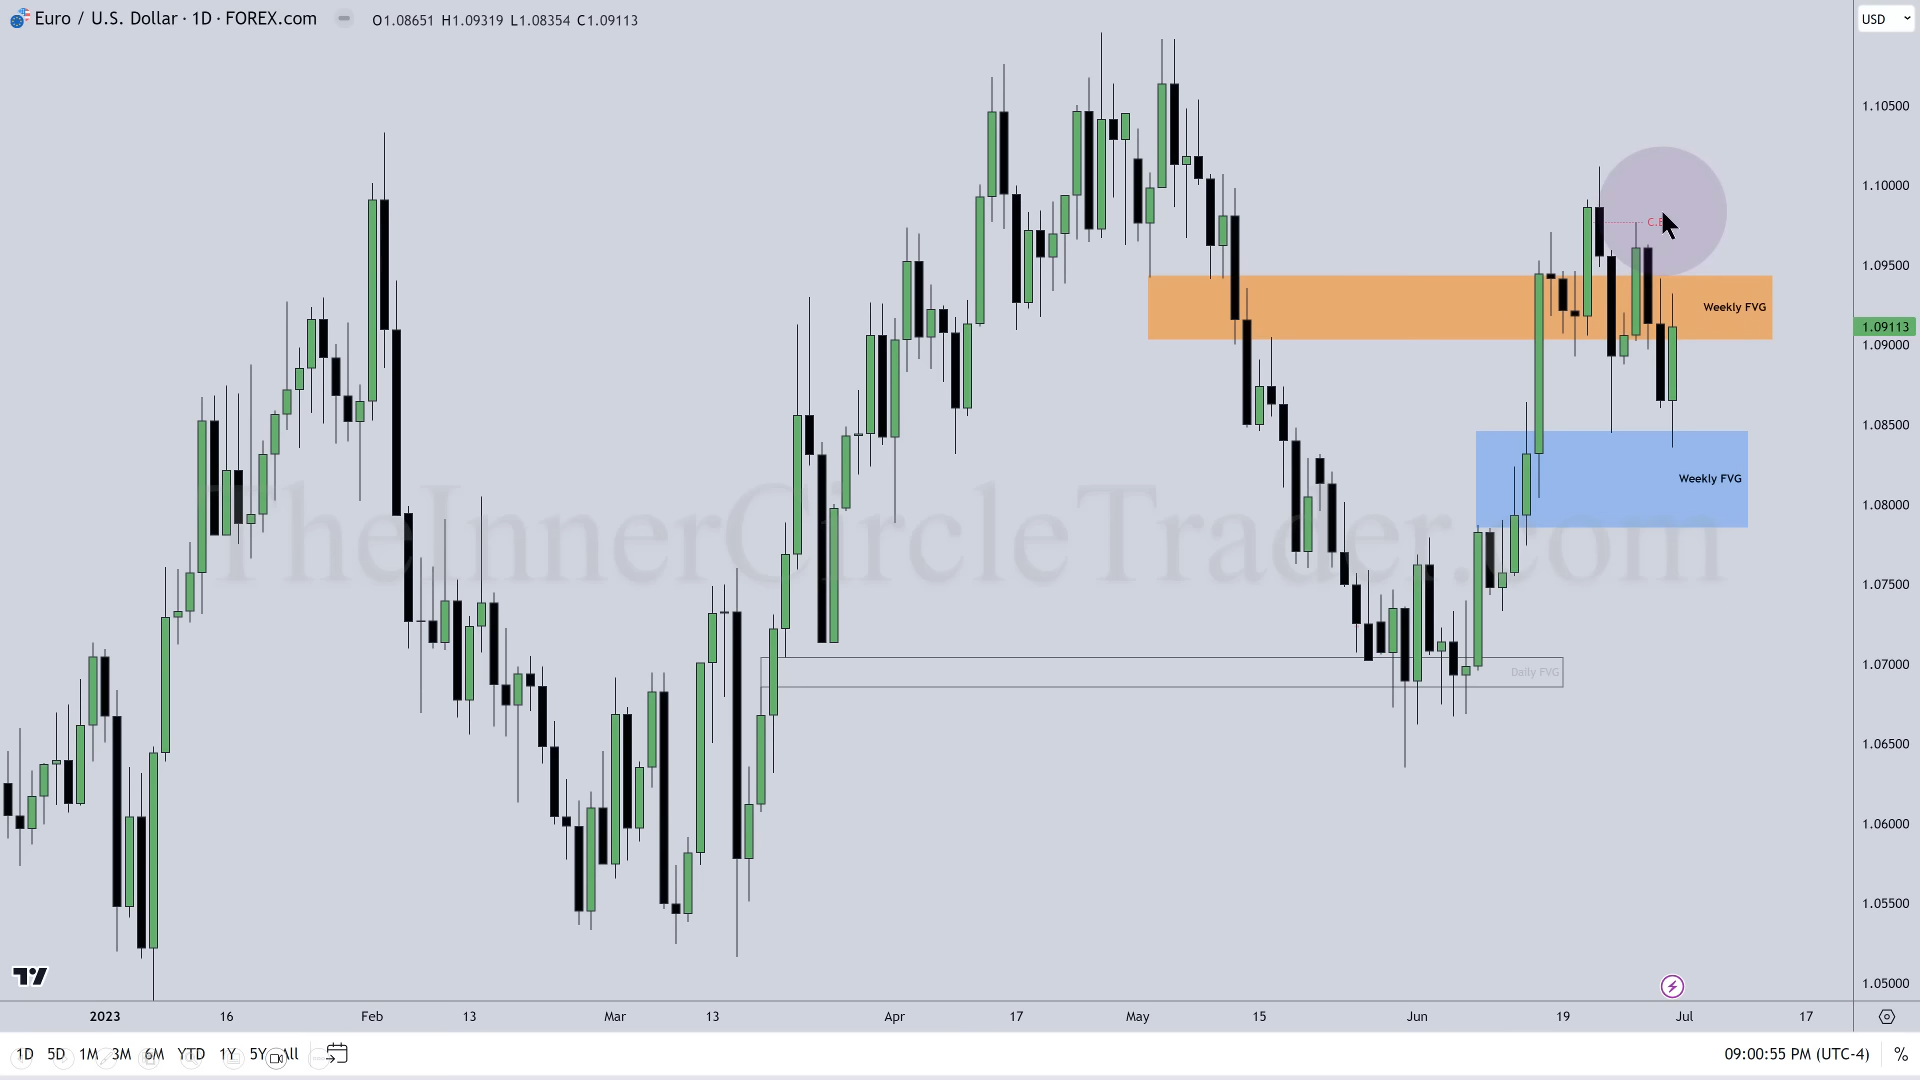 Euro / U.S. Dollar · 1D · FOREX.com
O1.08651 H1.09319 L1.08354 C1.09113
USD
1.10500
1.10000
1.09500
1.09113
1.09000
1.08500
1.08000
1.07500
1.07000
1.06500
1.06000
1.05500
1.05000
Weekly FVG
Weekly FVG
Daily FVG
TheInnerCircleTrader.com
2023 16 Feb 13 Mar 13 Apr 17 May 15 Jun 19 Jul 17
1D 5D 1M 3M 6M YTD 1Y 5Y All
09:00:55 PM (UTC-4) %